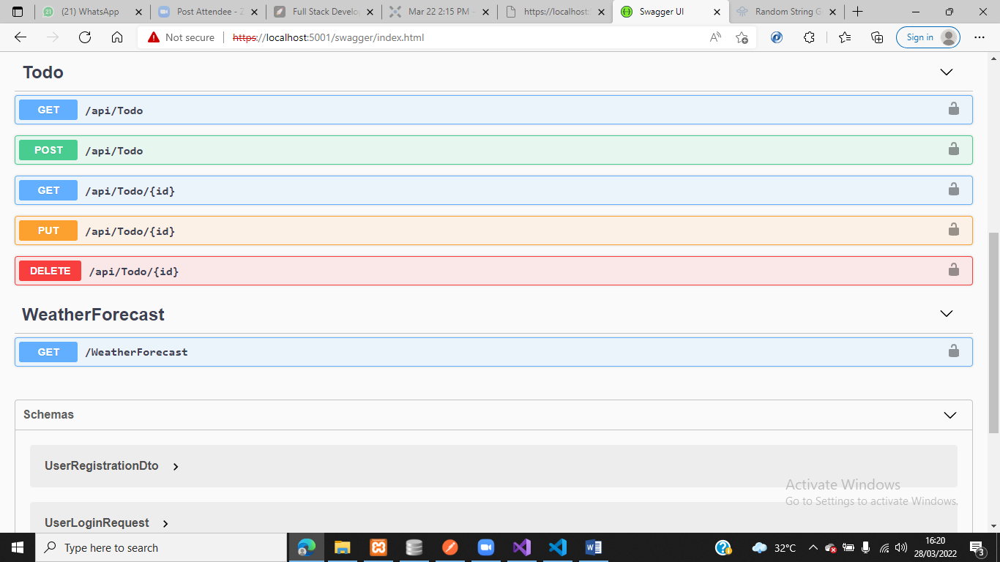 (21) WhatsApp
Post Attendee - Z
Full Stack Develo
Mar 22 2:15 PM -
https://localhost:
Swagger UI
Random String G
Not secure
https://localhost:5001/swagger/index.html
Sign in
Todo
GET /api/Todo
POST /api/Todo
GET /api/Todo/{id}
PUT /api/Todo/{id}
DELETE /api/Todo/{id}
WeatherForecast
GET /WeatherForecast
Schemas
UserRegistrationDto
UserLoginRequest
Activate Windows
Go to Settings to activate Windows.
Type here to search
32°C
16:20
28/03/2022
3